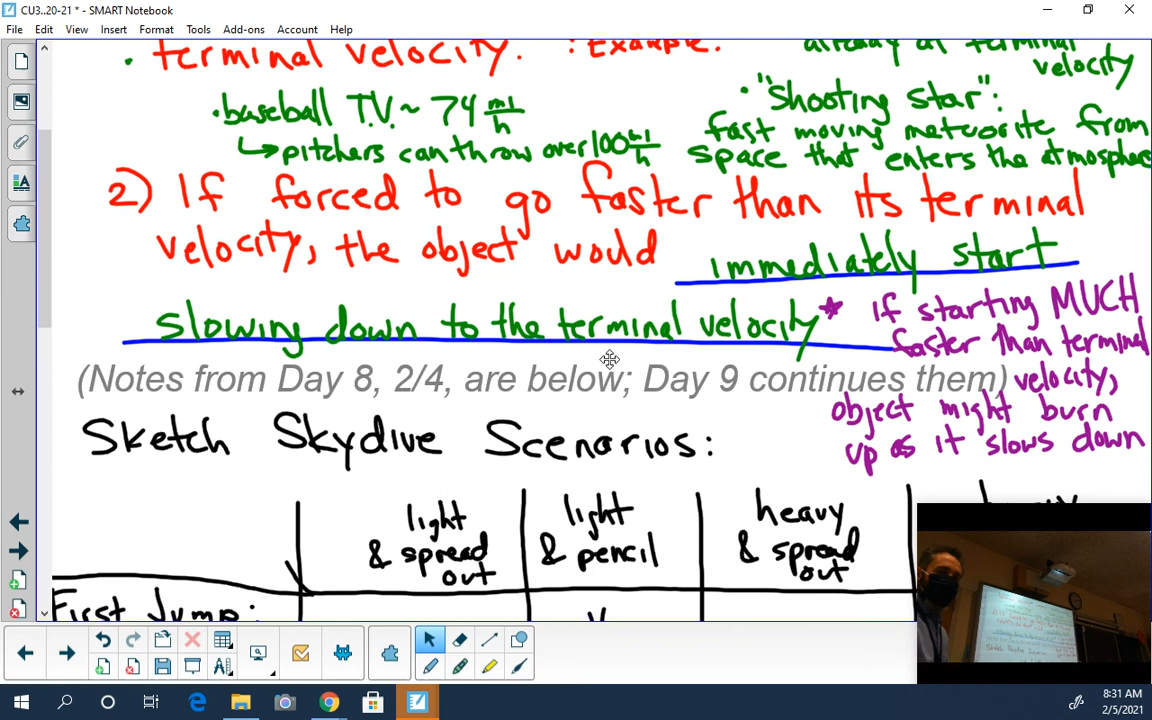 CU3..20-21 * - SMART Notebook
File Edit View Insert Format Tools Add-ons Account Help
• terminal velocity. : Example: already at terminal velocity
• baseball T.V. ~ 74 mi/h
↳ pitchers can throw over 100 mi/h
• "shooting star":
fast moving meteorite from
space that enters the atmosphere
2) If forced to go faster than its terminal
velocity, the object would immediately start
slowing down to the terminal velocity
* if starting MUCH
faster than terminal
velocity,
object might burn
up as it slows down
(Notes from Day 8, 2/4, are below; Day 9 continues them)
Sketch Skydive Scenarios:
light & spread out
light & pencil
heavy & spread out
First Jump:
8:31 AM
2/5/2021